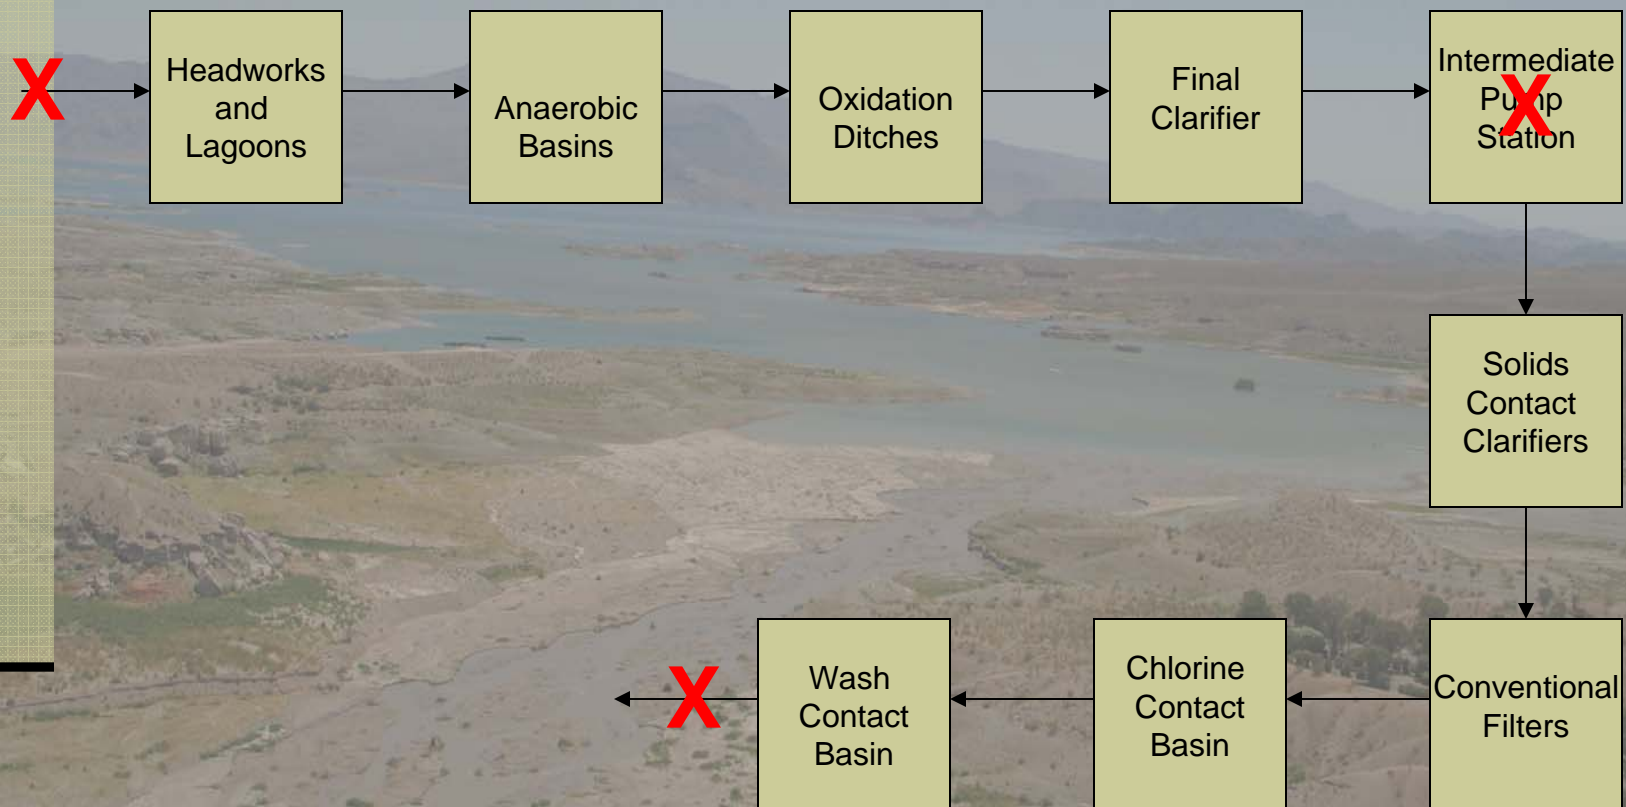 X
Headworks
and
Lagoons
Anaerobic
Basins
Oxidation
Ditches
Final
Clarifier
Intermediate
Pump
Station
X
Solids
Contact
Clarifiers
Conventional
Filters
Chlorine
Contact
Basin
Wash
Contact
Basin
X